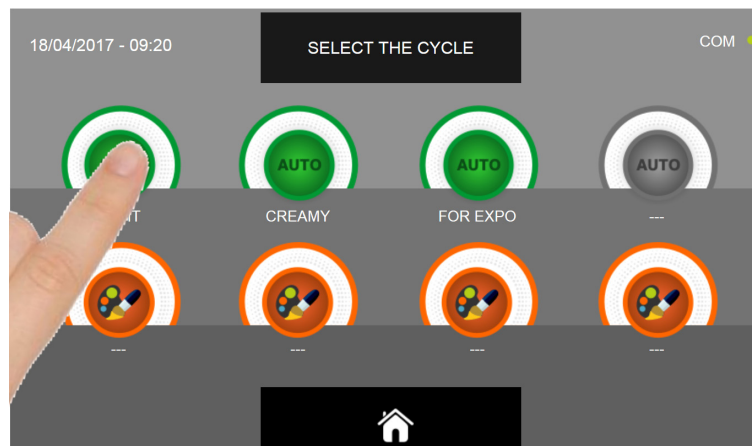 18/04/2017 - 09:20
SELECT THE CYCLE
COM
AUTO
AUTO
AUTO
CREAMY
FOR EXPO
---
---
---
---
---